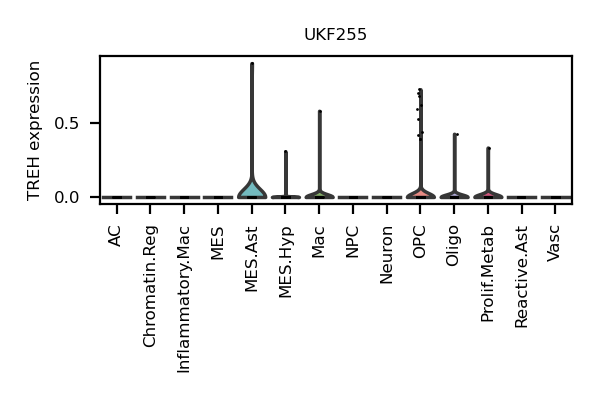 UKF255
TREH expression
0.5
0.0
AC
Chromatin.Reg
Inflammatory.Mac
MES
MES.Ast
MES.Hyp
Mac
NPC
Neuron
OPC
Oligo
Prolif.Metab
Reactive.Ast
Vasc